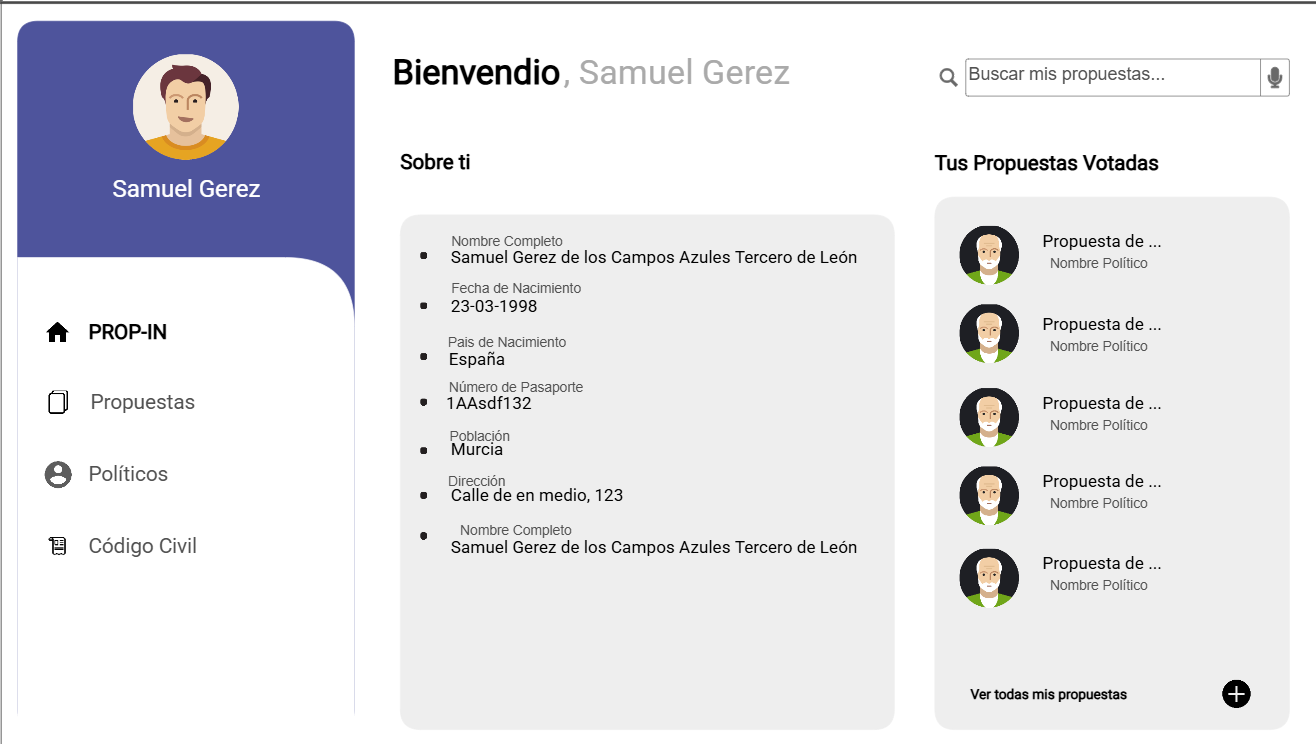 Samuel Gerez
PROP-IN
Propuestas
Políticos
Código Civil
Bienvendio, Samuel Gerez
Buscar mis propuestas...
Sobre ti
Nombre Completo
Samuel Gerez de los Campos Azules Tercero de León
Fecha de Nacimiento
23-03-1998
Pais de Nacimiento
España
Número de Pasaporte
1AAsdf132
Población
Murcia
Dirección
Calle de en medio, 123
Nombre Completo
Samuel Gerez de los Campos Azules Tercero de León
Tus Propuestas Votadas
Propuesta de ...
Nombre Político
Propuesta de ...
Nombre Político
Propuesta de ...
Nombre Político
Propuesta de ...
Nombre Político
Propuesta de ...
Nombre Político
Ver todas mis propuestas